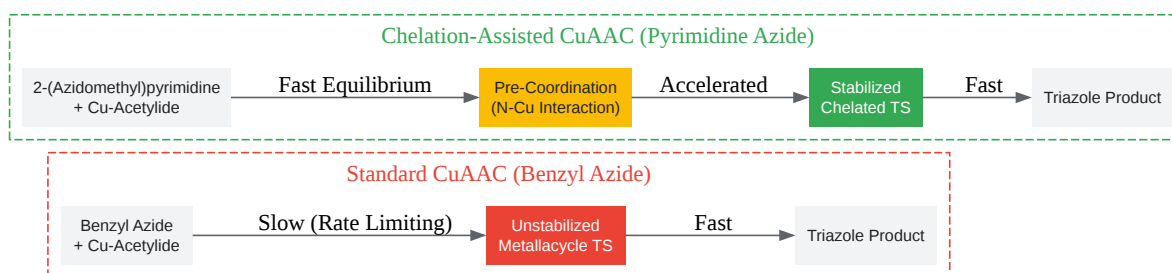 Chelation-Assisted CuAAC (Pyrimidine Azide)
2-(Azidomethyl)pyrimidine
+ Cu-Acetylide
Fast Equilibrium
Pre-Coordination
(N-Cu Interaction)
Accelerated
Stabilized
Chelated TS
Fast
Triazole Product
Standard CuAAC (Benzyl Azide)
Benzyl Azide
+ Cu-Acetylide
Slow (Rate Limiting)
Unstabilized
Metallacycle TS
Fast
Triazole Product